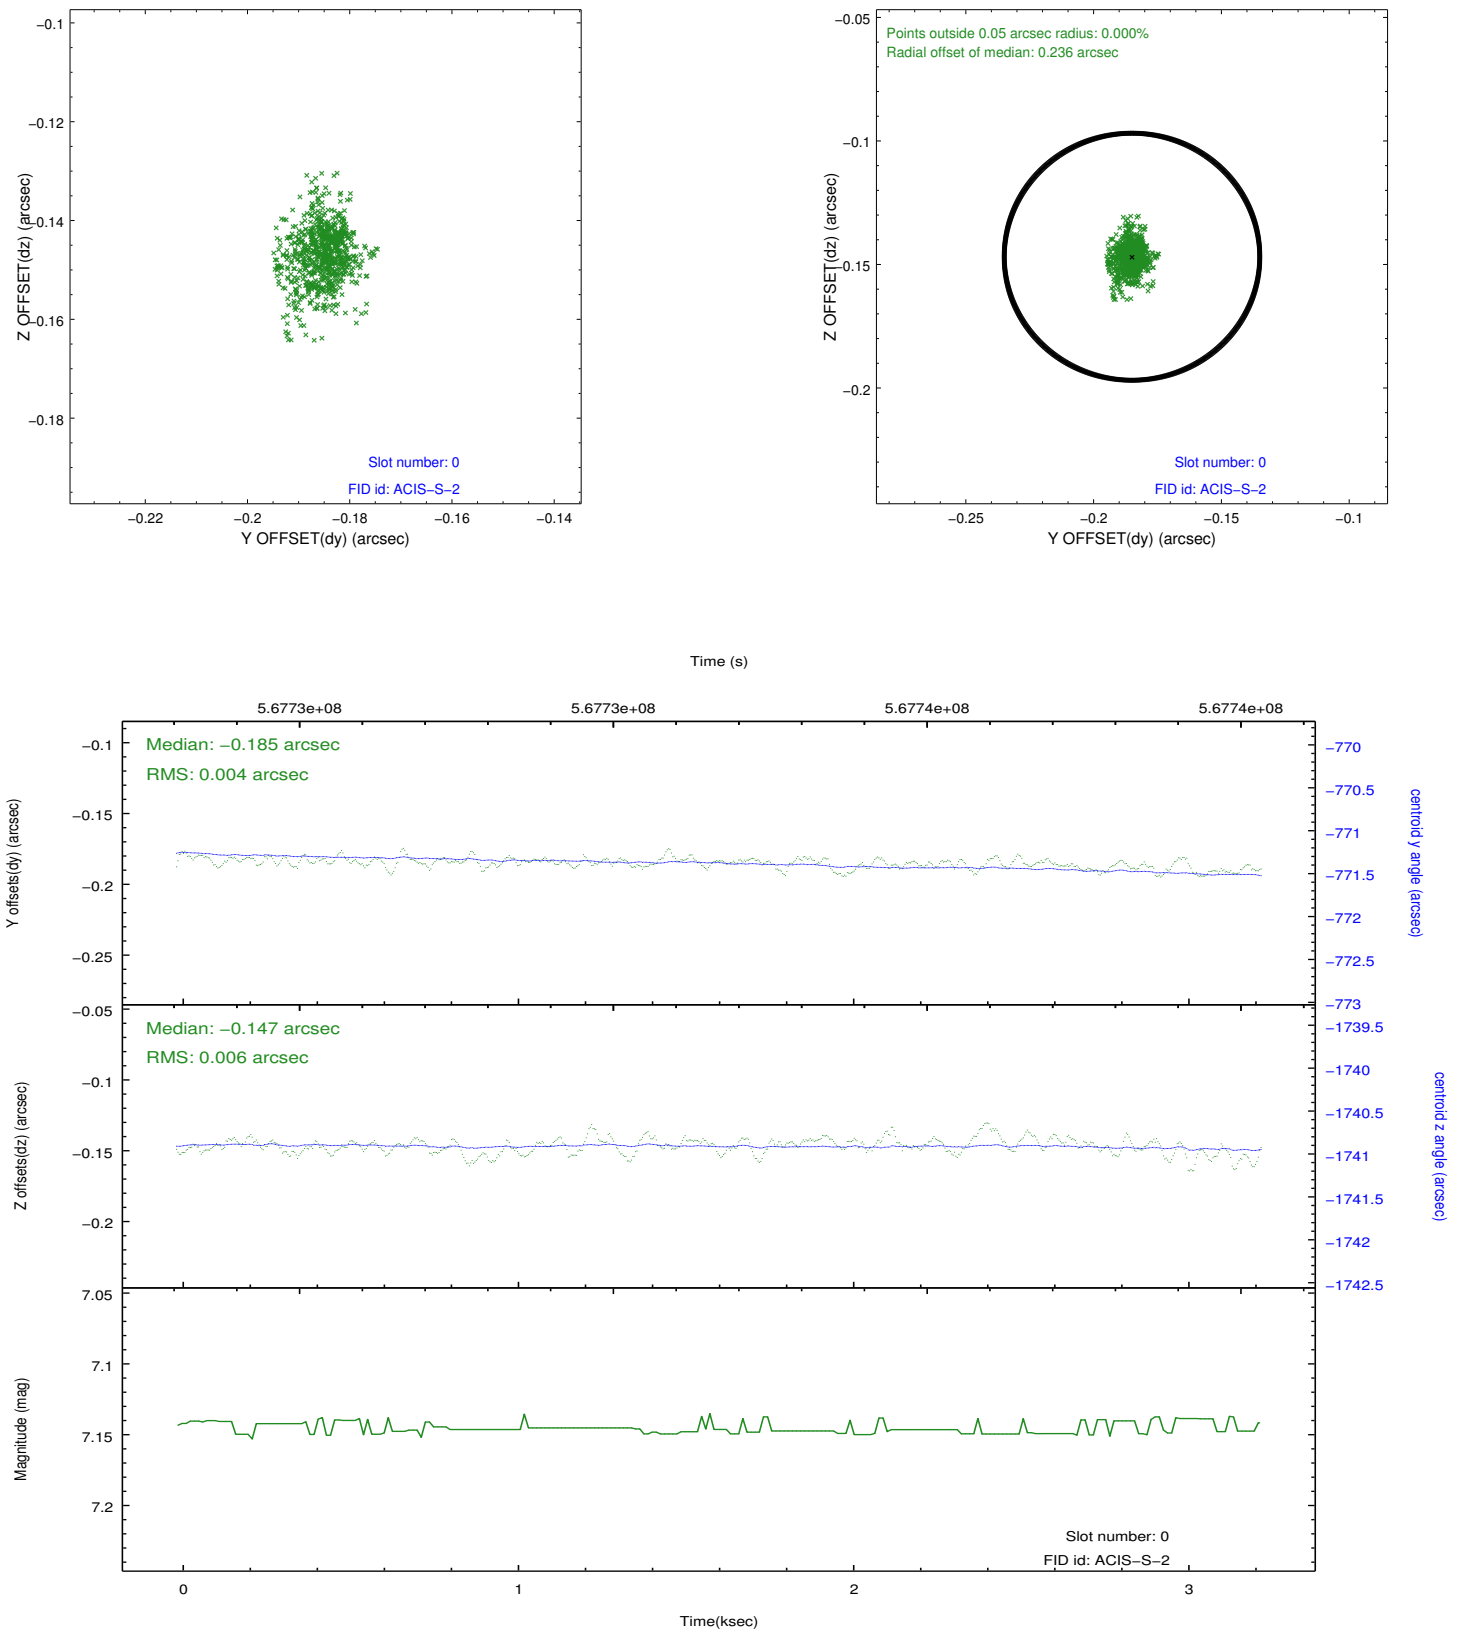 −0.1
−0.12
−0.14
−0.16
−0.18
Z OFFSET(dz) (arcsec)
Slot number: 0
FID id: ACIS−S−2
−0.22 −0.2 −0.18 −0.16 −0.14
Y OFFSET(dy) (arcsec)
−0.05
−0.1
−0.15
−0.2
Z OFFSET(dz) (arcsec)
Points outside 0.05 arcsec radius: 0.000%
Radial offset of median: 0.236 arcsec
Slot number: 0
FID id: ACIS−S−2
−0.25 −0.2 −0.15 −0.1
Y OFFSET(dy) (arcsec)
Time (s)
5.6773e+08 5.6773e+08 5.6774e+08 5.6774e+08
Median: −0.185 arcsec
RMS: 0.004 arcsec
−0.1
−0.15
−0.2
−0.25
Y offsets(dy) (arcsec)
−770
−770.5
−771
−771.5
−772
−772.5
−773
centroid y angle (arcsec)
Median: −0.147 arcsec
RMS: 0.006 arcsec
−0.05
−0.1
−0.15
−0.2
Z offsets(dz) (arcsec)
−1739.5
−1740
−1740.5
−1741
−1741.5
−1742
−1742.5
centroid z angle (arcsec)
7.05
7.1
7.15
7.2
Magnitude (mag)
Slot number: 0
FID id: ACIS−S−2
0 1 2 3
Time(ksec)